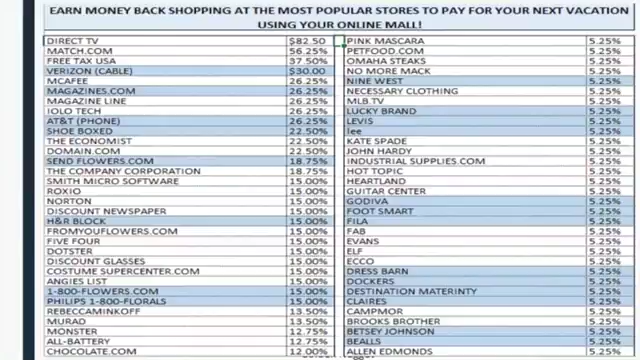 EARN MONEY BACK SHOPPING AT THE MOST POPULAR STORES TO PAY FOR YOUR NEXT VACATION
USING YOUR ONLINE MALL!
DIRECT TV $82.50 PINK MASCARA 5.25%
MATCH.COM 56.25% PETFOOD.COM 5.25%
FREE TAX USA 37.50% OMAHA STEAKS 5.25%
VERIZON (CABLE) $30.00 NO MORE MACK 5.25%
MCAFEE 26.25% NINE WEST 5.25%
MAGAZINES.COM 26.25% NECESSARY CLOTHING 5.25%
MAGAZINE LINE 26.25% MLB.TV 5.25%
IOLO TECH 26.25% LUCKY BRAND 5.25%
AT&T (PHONE) 26.25% LEVIS 5.25%
SHOE BOXED 22.50% lee 5.25%
THE ECONOMIST 22.50% KATE SPADE 5.25%
DOMAIN.COM 22.50% JOHN HARDY 5.25%
SEND FLOWERS.COM 18.75% INDUSTRIAL SUPPLIES.COM 5.25%
THE COMPANY CORPORATION 18.75% HOT TOPIC 5.25%
SMITH MICRO SOFTWARE 15.00% HEARTLAND 5.25%
ROXIO 15.00% GUITAR CENTER 5.25%
NORTON 15.00% GODIVA 5.25%
DISCOUNT NEWSPAPER 15.00% FOOT SMART 5.25%
H&R BLOCK 15.00% FILA 5.25%
FROMYOUFLOWERS.COM 15.00% FAB 5.25%
FIVE FOUR 15.00% EVANS 5.25%
DOTSTER 15.00% ELF 5.25%
DISCOUNT GLASSES 15.00% ECCO 5.25%
COSTUME SUPERCENTER.COM 15.00% DRESS BARN 5.25%
ANGIES LIST 15.00% DOCKERS 5.25%
1-800-FLOWERS.COM 15.00% DESTINATION MATERINTY 5.25%
PHILIPS 1-800-FLORALS 15.00% CLAIRES 5.25%
REBECCAMINKOFF 13.50% CAMPMOR 5.25%
MURAD 13.50% BROOKS BROTHER 5.25%
MONSTER 12.75% BETSEY JOHNSON 5.25%
ALL-BATTERY 12.75% BEALLS 5.25%
CHOCOLATE.COM 12.00% ALLEN EDMONDS 5.25%